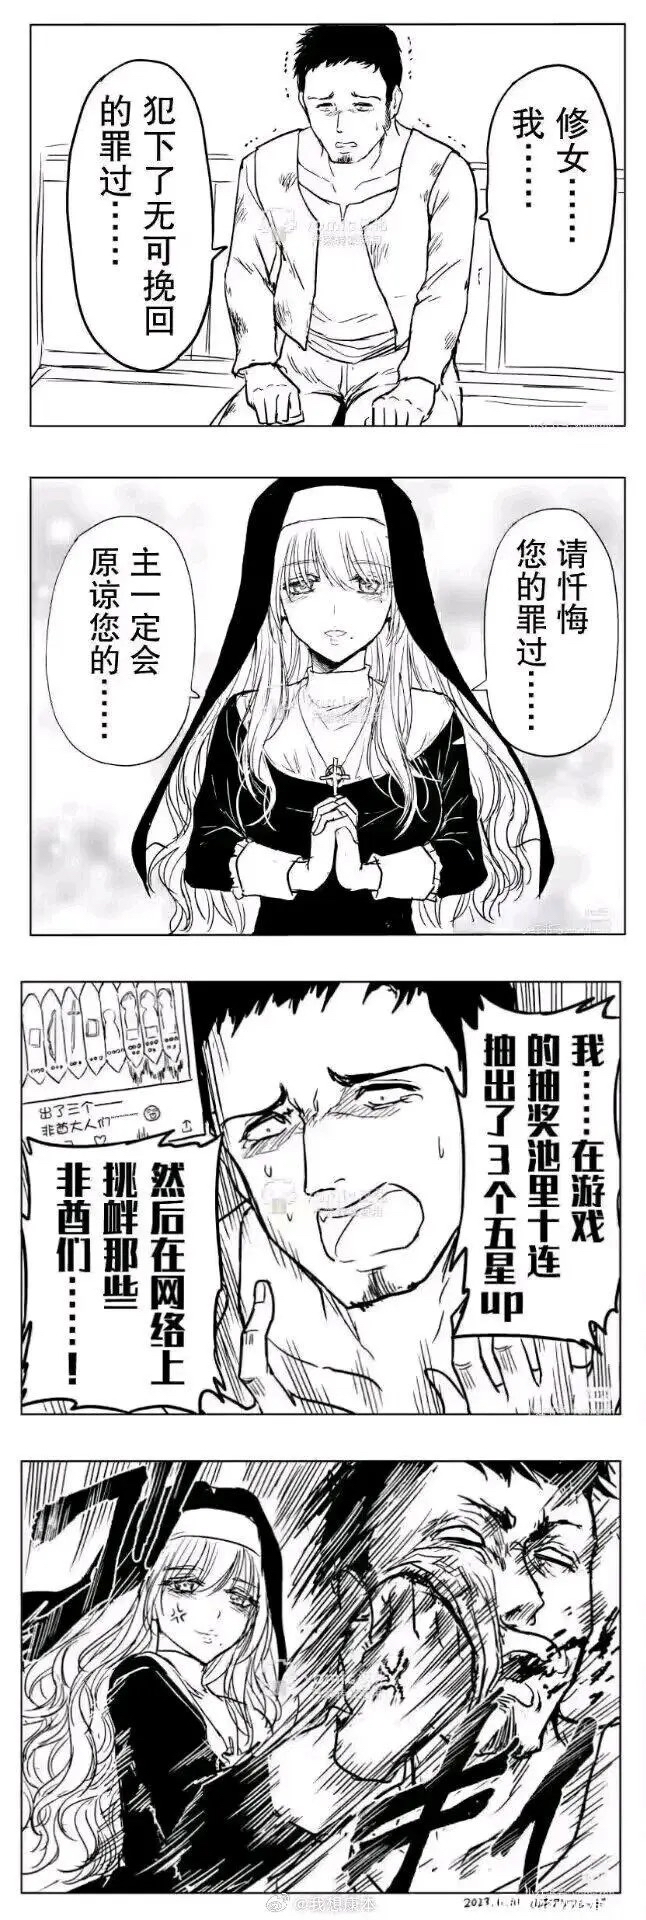 修女……
我……
犯下了无可挽回
的罪过……
请忏悔
您的罪过……
主一定会
原谅您的……
我……在游戏
的抽奖池里十连
抽出了3个五星up
出了三个——
非酋大人们……
然后在网络上
挑衅那些
非酋们……！
@我想康本